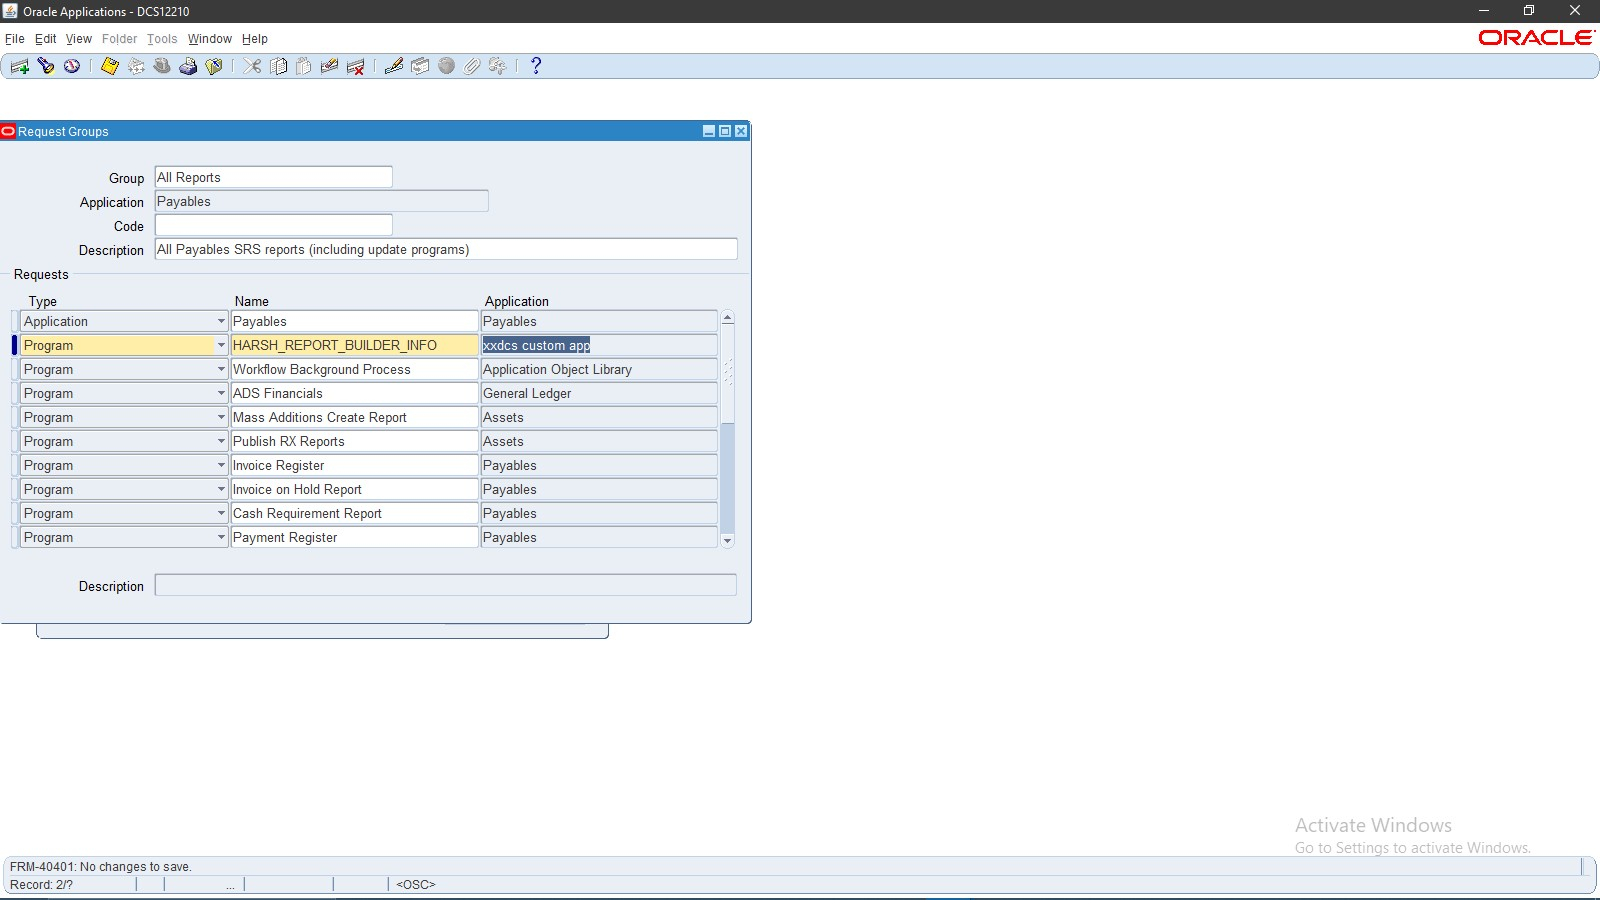 Oracle Applications - DCS12210
File Edit View Folder Tools Window Help
ORACLE
?
Request Groups
Group All Reports
Application Payables
Code
Description All Payables SRS reports (including update programs)
Requests
Type Name Application
Application Payables Payables
Program HARSH_REPORT_BUILDER_INFO xxdcs custom app
Program Workflow Background Process Application Object Library
Program ADS Financials General Ledger
Program Mass Additions Create Report Assets
Program Publish RX Reports Assets
Program Invoice Register Payables
Program Invoice on Hold Report Payables
Program Cash Requirement Report Payables
Program Payment Register Payables
Description
Activate Windows
Go to Settings to activate Windows.
FRM-40401: No changes to save.
Record: 2/? ... <OSC>